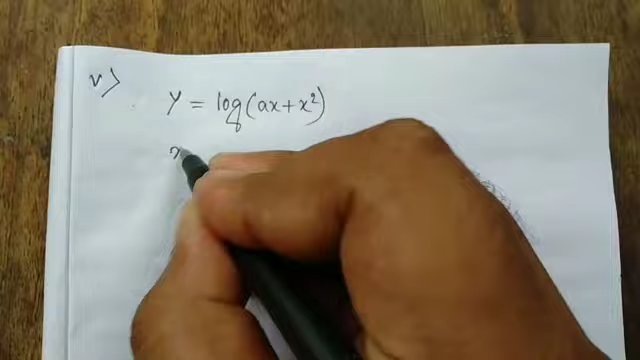 v>
y = log(ax+x²)